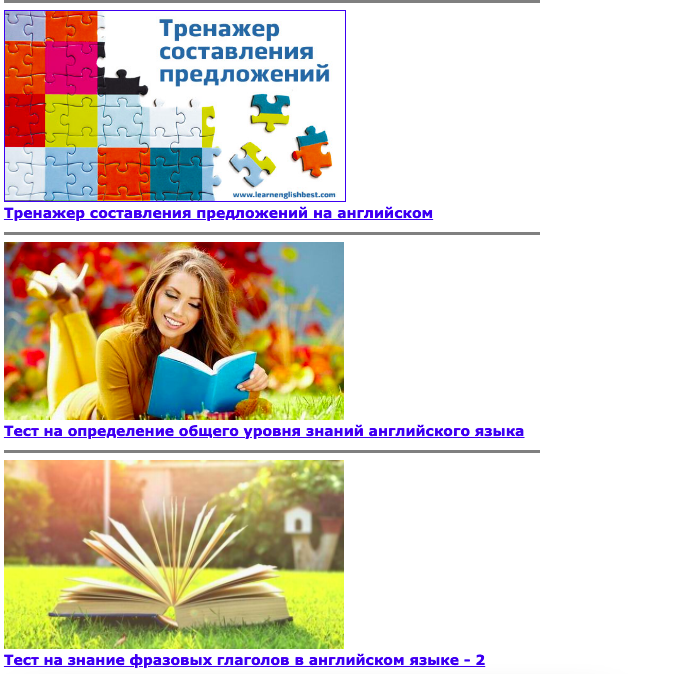 Тренажер
составления
предложений
www.learnenglishbest.com
Тренажер составления предложений на английском
Тест на определение общего уровня знаний английского языка
Тест на знание фразовых глаголов в английском языке - 2